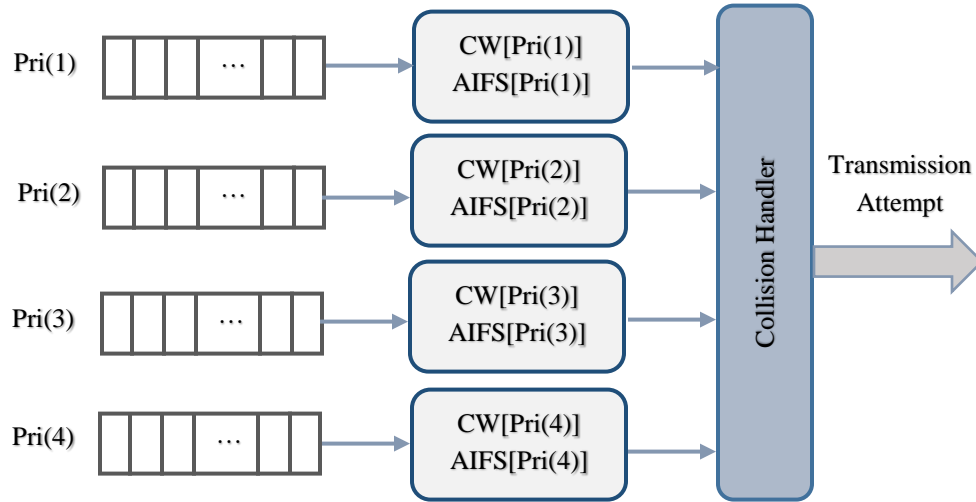 Pri(1)
…
CW[Pri(1)]
AIFS[Pri(1)]
Pri(2)
…
CW[Pri(2)]
AIFS[Pri(2)]
Pri(3)
…
CW[Pri(3)]
AIFS[Pri(3)]
Pri(4)
…
CW[Pri(4)]
AIFS[Pri(4)]
Collision Handler
Transmission
Attempt